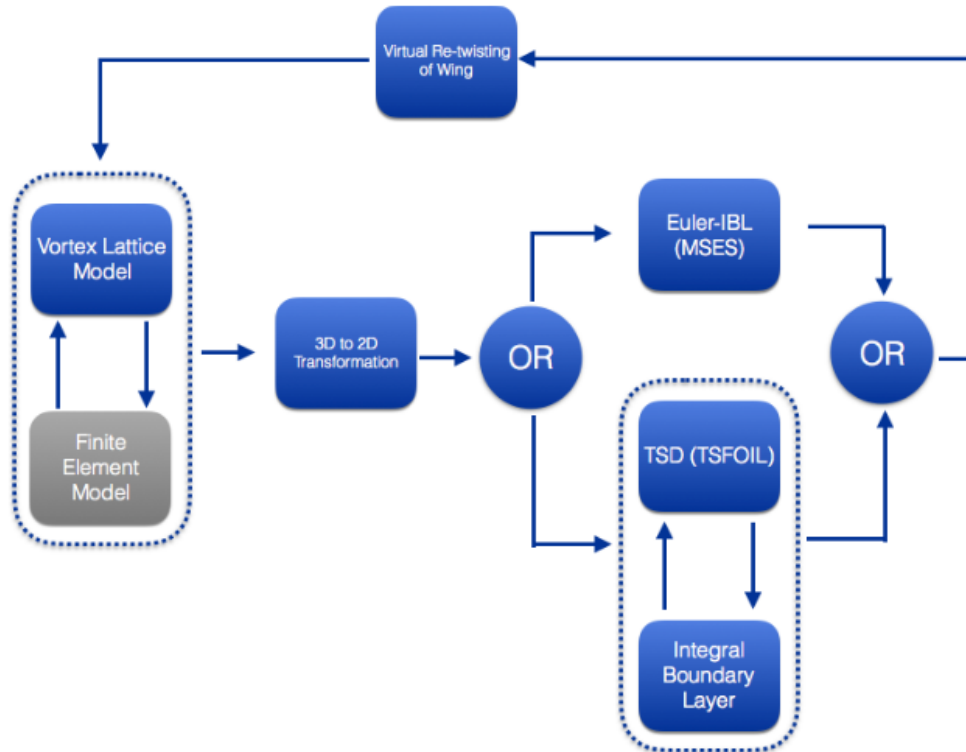 Virtual Re-twisting
of Wing
Vortex Lattice
Model
Finite
Element
Model
3D to 2D
Transformation
OR
Euler-IBL
(MSES)
TSD (TSFOIL)
Integral
Boundary
Layer
OR